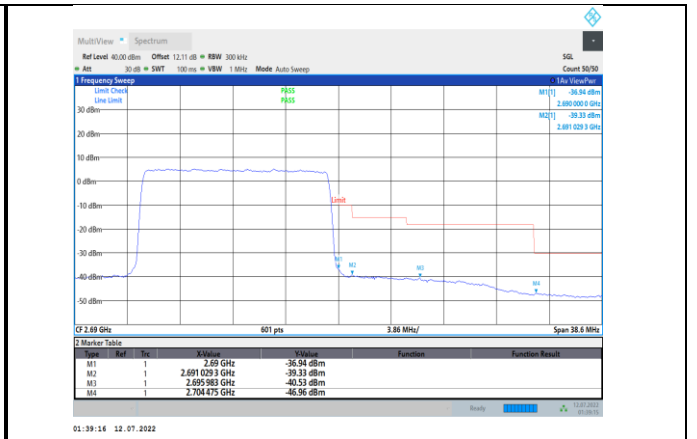 MultiView Spectrum
Ref Level 40.00 dBm Offset 12.11 dB RBW 300 kHz SGL
Att 30 dB SWT 100 ms VBW 1 MHz Mode Auto Sweep Count 50/50
1 Frequency Sweep 1Av ViewPwr
Limit Check PASS M1[1] -36.94 dBm
Line Limit PASS 2.690 000 0 GHz
30 dBm M2[1] -39.33 dBm
2.691 029 3 GHz
20 dBm
10 dBm
0 dBm
-10 dBm Limit
-20 dBm
-30 dBm
M1 M2 M3
-40 dBm M4
-50 dBm
CF 2.69 GHz 601 pts 3.86 MHz/ Span 38.6 MHz
2 Marker Table
Type Ref Trc X-Value Y-Value Function Function Result
M1 1 2.69 GHz -36.94 dBm
M2 1 2.691 029 3 GHz -39.33 dBm
M3 1 2.695 983 GHz -40.53 dBm
M4 1 2.704 475 GHz -46.96 dBm
Ready 12.07.2022
01:39:15
01:39:16 12.07.2022